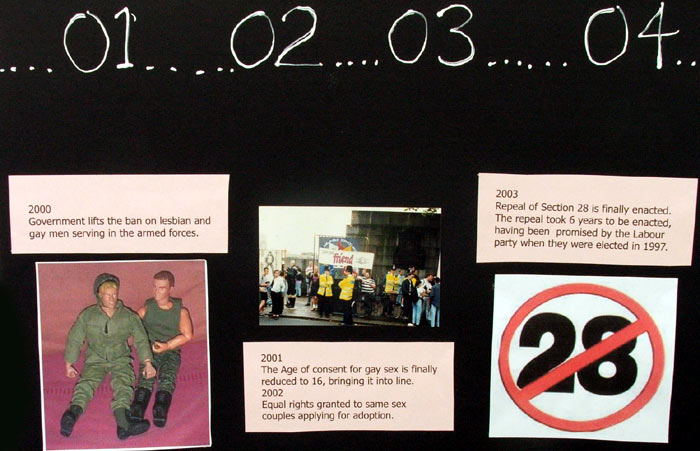 .... 01 .. ..... 02 ..... 03 ...... 04 ...
2000
Government lifts the ban on lesbian and
gay men serving in the armed forces.
friend
2001
The Age of consent for gay sex is finally
reduced to 16, bringing it into line.
2002
Equal rights granted to same sex
couples applying for adoption.
2003
Repeal of Section 28 is finally enacted.
The repeal took 6 years to be enacted,
having been promised by the Labour
party when they were elected in 1997.
28